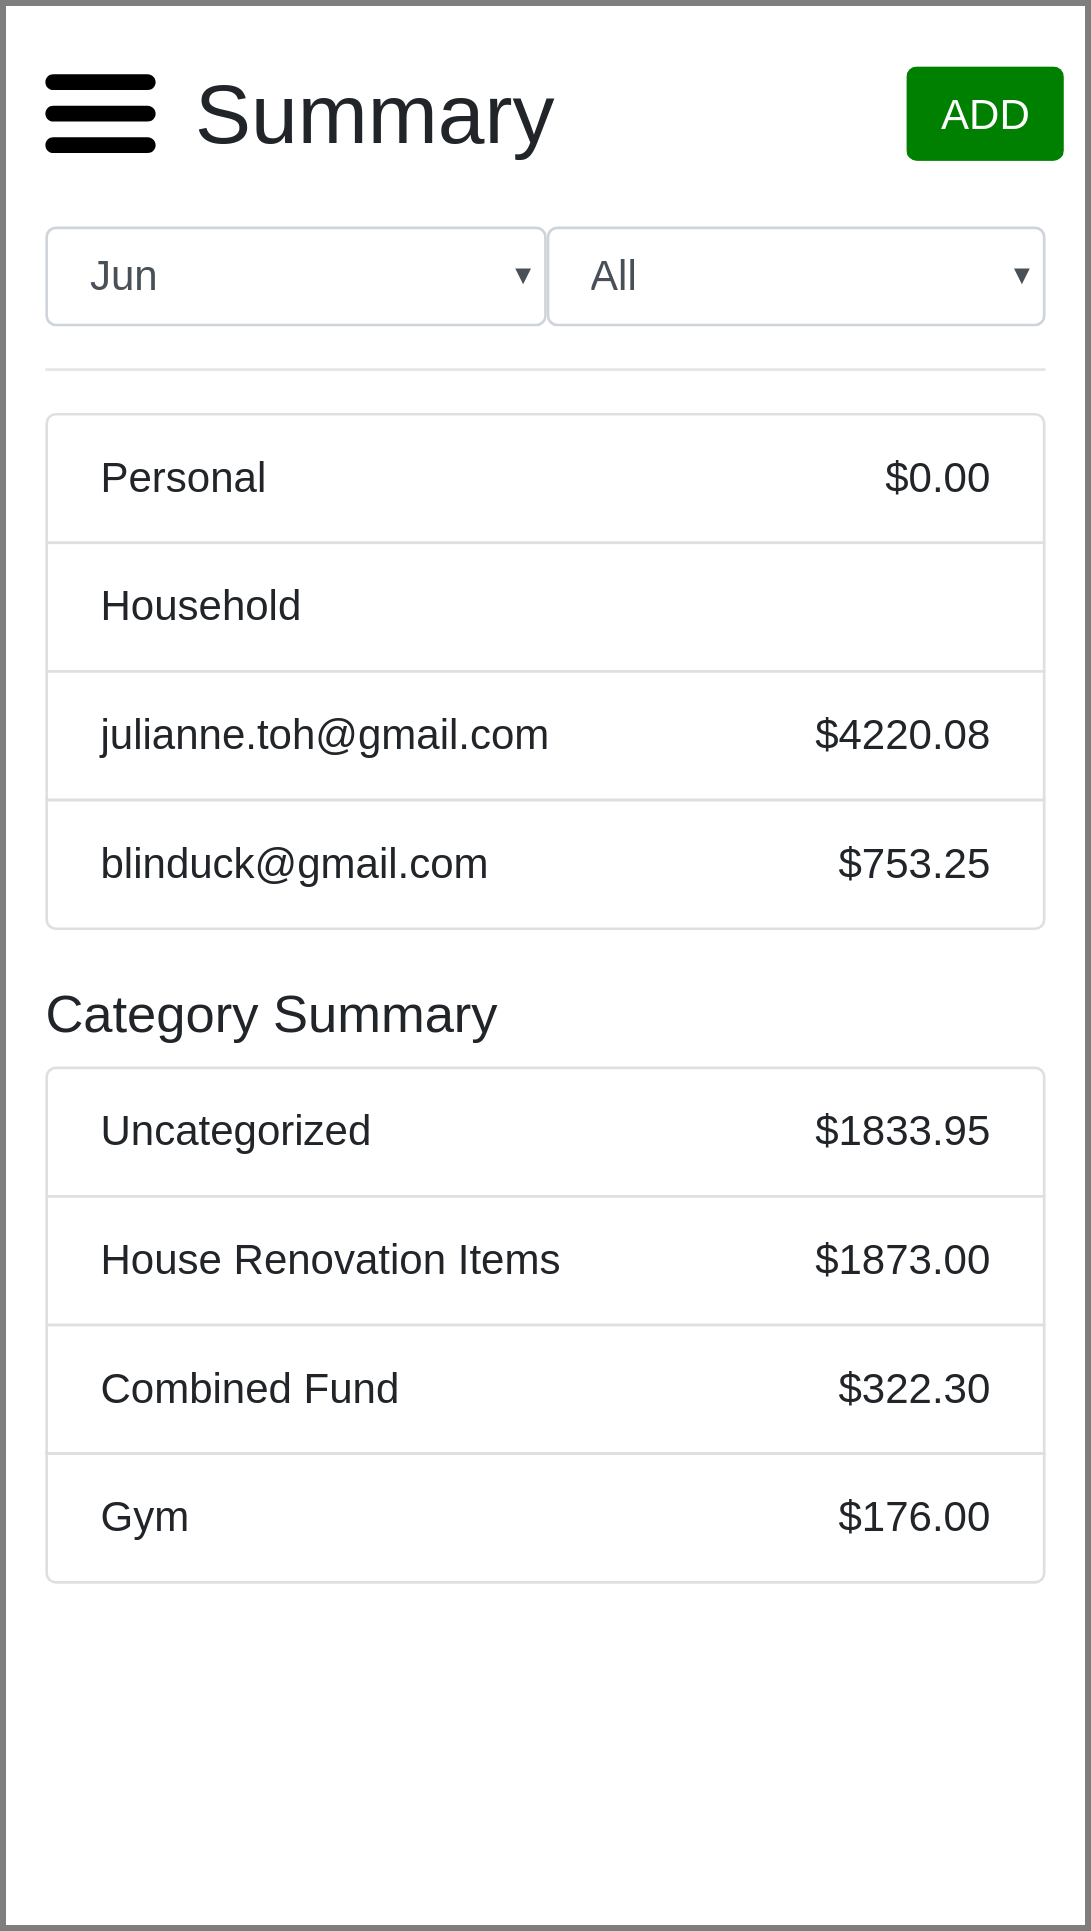 Summary
ADD
Jun ▼ All ▼
Personal $0.00
Household
julianne.toh@gmail.com $4220.08
blinduck@gmail.com $753.25
Category Summary
Uncategorized $1833.95
House Renovation Items $1873.00
Combined Fund $322.30
Gym $176.00